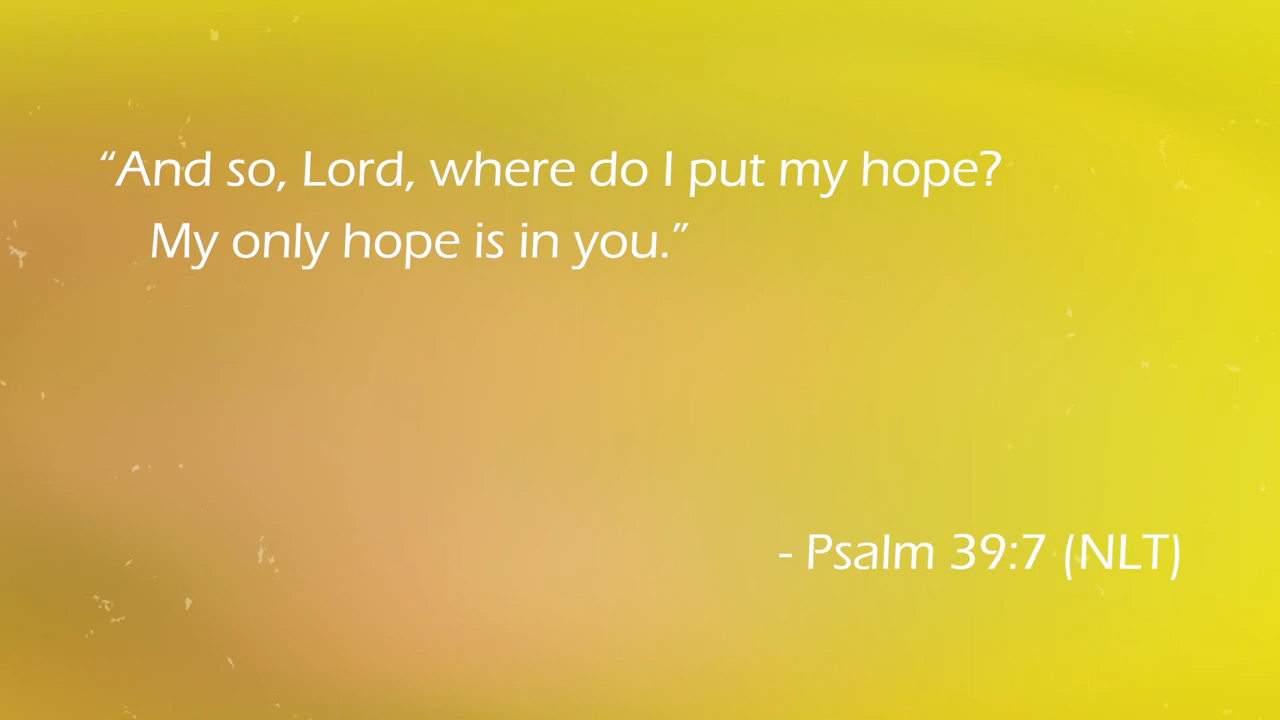 “And so, Lord, where do I put my hope?
My only hope is in you.”
- Psalm 39:7 (NLT)